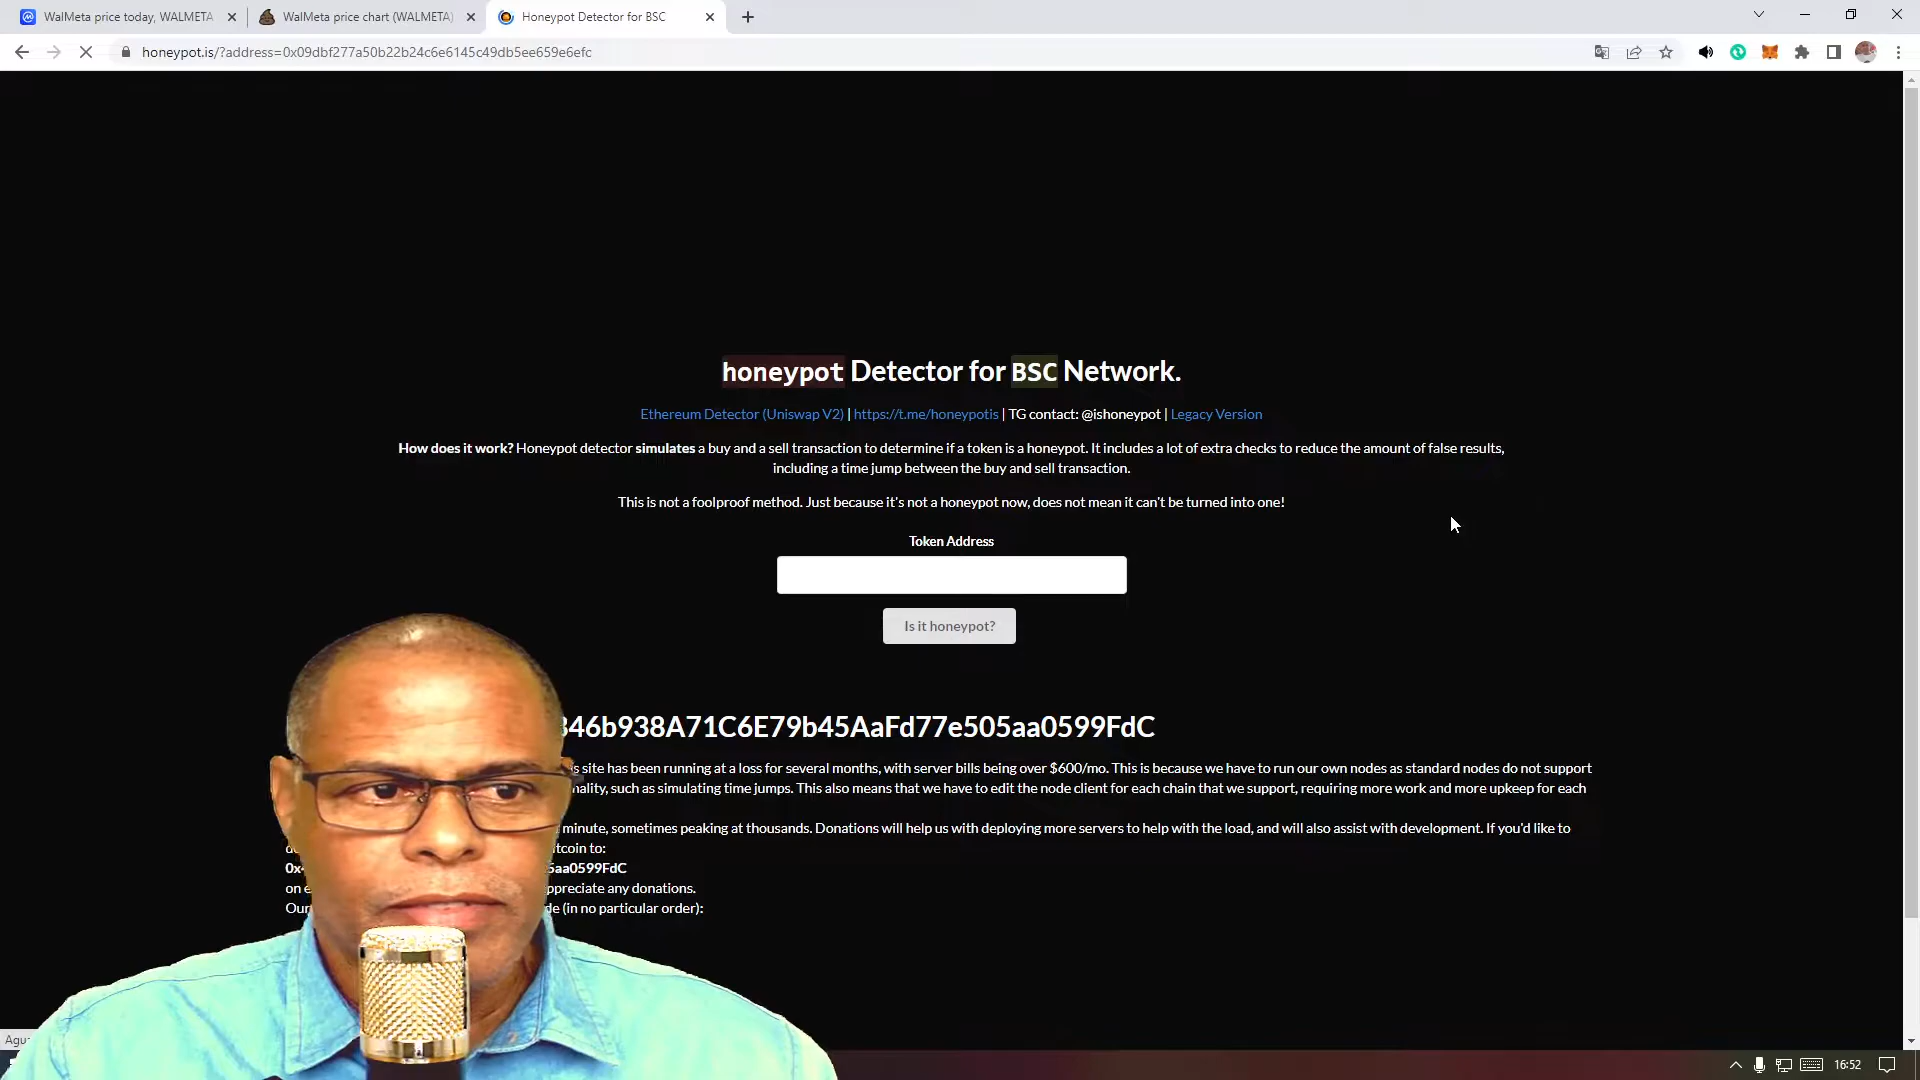 WalMeta price today, WALMETA
WalMeta price chart (WALMETA)
Honeypot Detector for BSC
honeypot.is/?address=0x09dbf277a50b22b24c6e6145c49db5ee659e6efc
honeypot Detector for BSC Network.
Ethereum Detector (Uniswap V2) | https://t.me/honeypotis | TG contact: @ishoneypot | Legacy Version
How does it work? Honeypot detector simulates a buy and a sell transaction to determine if a token is a honeypot. It includes a lot of extra checks to reduce the amount of false results,
including a time jump between the buy and sell transaction.
This is not a foolproof method. Just because it's not a honeypot now, does not mean it can't be turned into one!
Token Address
Is it honeypot?
346b938A71C6E79b45AaFd77e505aa0599FdC
s site has been running at a loss for several months, with server bills being over $600/mo. This is because we have to run our own nodes as standard nodes do not support
nality, such as simulating time jumps. This also means that we have to edit the node client for each chain that we support, requiring more work and more upkeep for each
minute, sometimes peaking at thousands. Donations will help us with deploying more servers to help with the load, and will also assist with development. If you'd like to
itcoin to:
0x 5aa0599FdC
on ppreciate any donations.
Our de (in no particular order):
Agu
16:52